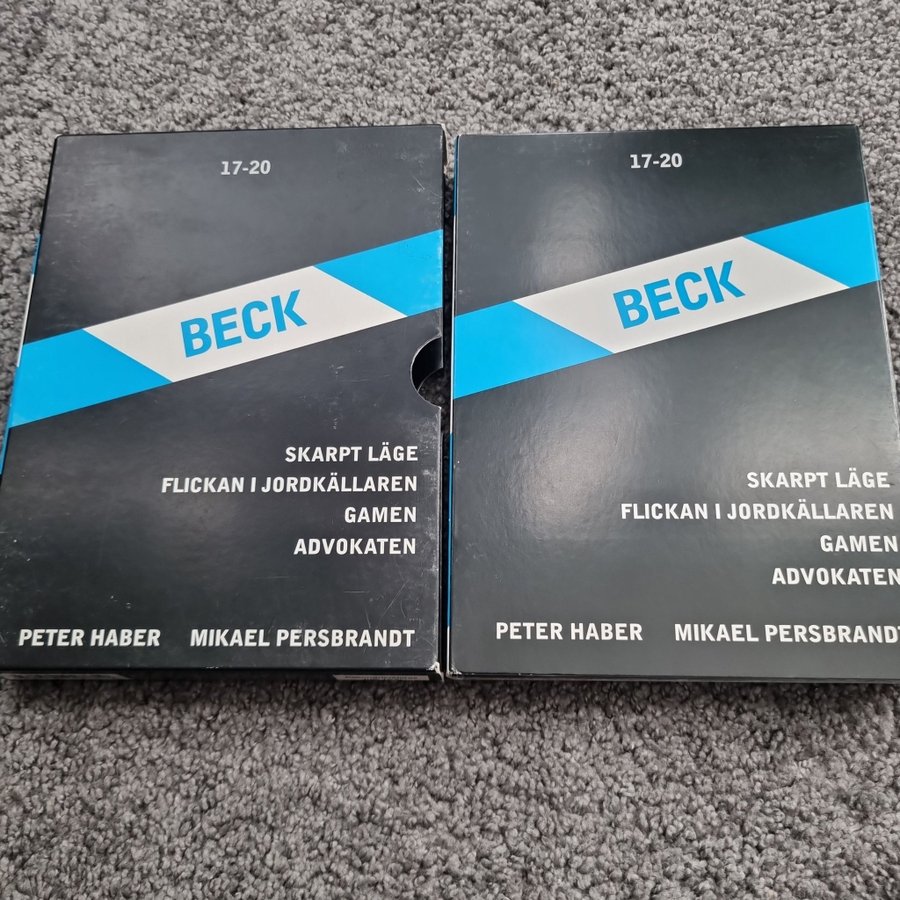 17-20
BECK
SKARPT LÄGE
FLICKAN I JORDKÄLLAREN
GAMEN
ADVOKATEN
PETER HABER MIKAEL PERSBRANDT
17-20
BECK
SKARPT LÄGE
FLICKAN I JORDKÄLLAREN
GAMEN
ADVOKATEN
PETER HABER MIKAEL PERSBRANDT